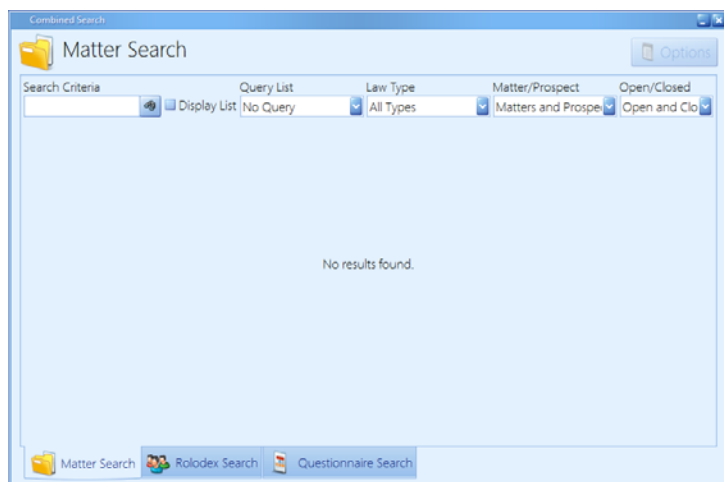 Combined Search
Matter Search
Options
Search Criteria Query List Law Type Matter/Prospect Open/Closed
Display List No Query All Types Matters and Prospe Open and Clo
No results found.
Matter Search Rolodex Search Questionnaire Search